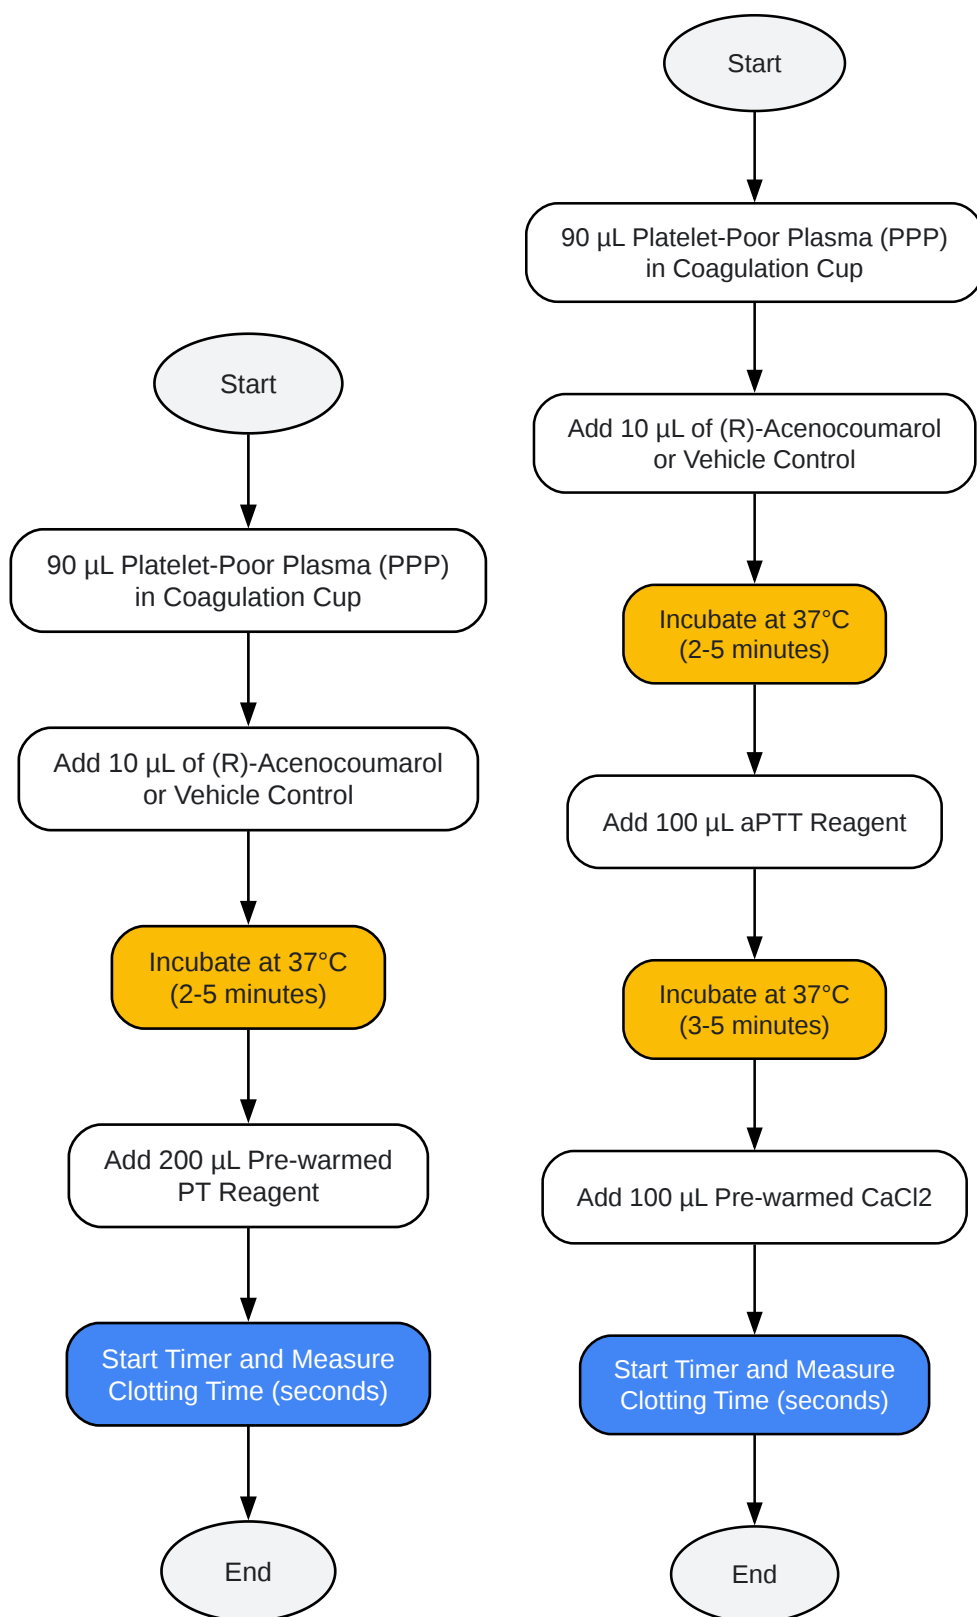 Start
90 µL Platelet-Poor Plasma (PPP)
in Coagulation Cup
Add 10 µL of (R)-Acenocoumarol
or Vehicle Control
Incubate at 37°C
(2-5 minutes)
Add 200 µL Pre-warmed
PT Reagent
Start Timer and Measure
Clotting Time (seconds)
End
Start
90 µL Platelet-Poor Plasma (PPP)
in Coagulation Cup
Add 10 µL of (R)-Acenocoumarol
or Vehicle Control
Incubate at 37°C
(2-5 minutes)
Add 100 µL aPTT Reagent
Incubate at 37°C
(3-5 minutes)
Add 100 µL Pre-warmed CaCl2
Start Timer and Measure
Clotting Time (seconds)
End